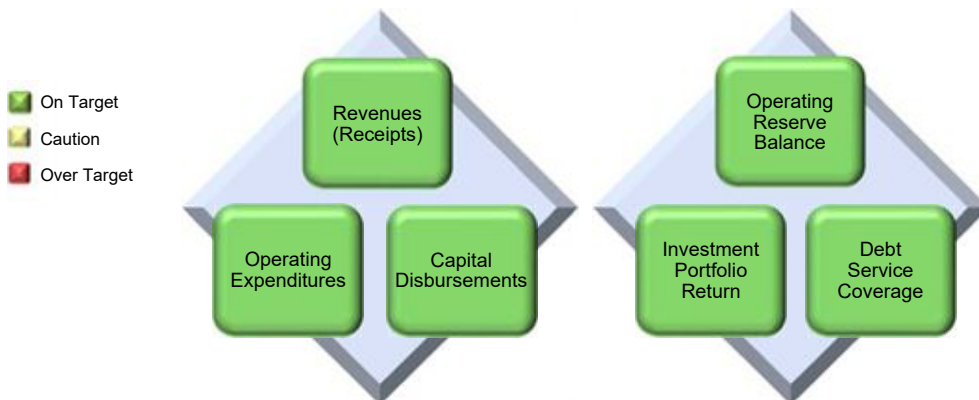 On Target
Caution
Over Target
Revenues
(Receipts)
Operating
Expenditures
Capital
Disbursements
Operating
Reserve
Balance
Investment
Portfolio
Return
Debt
Service
Coverage